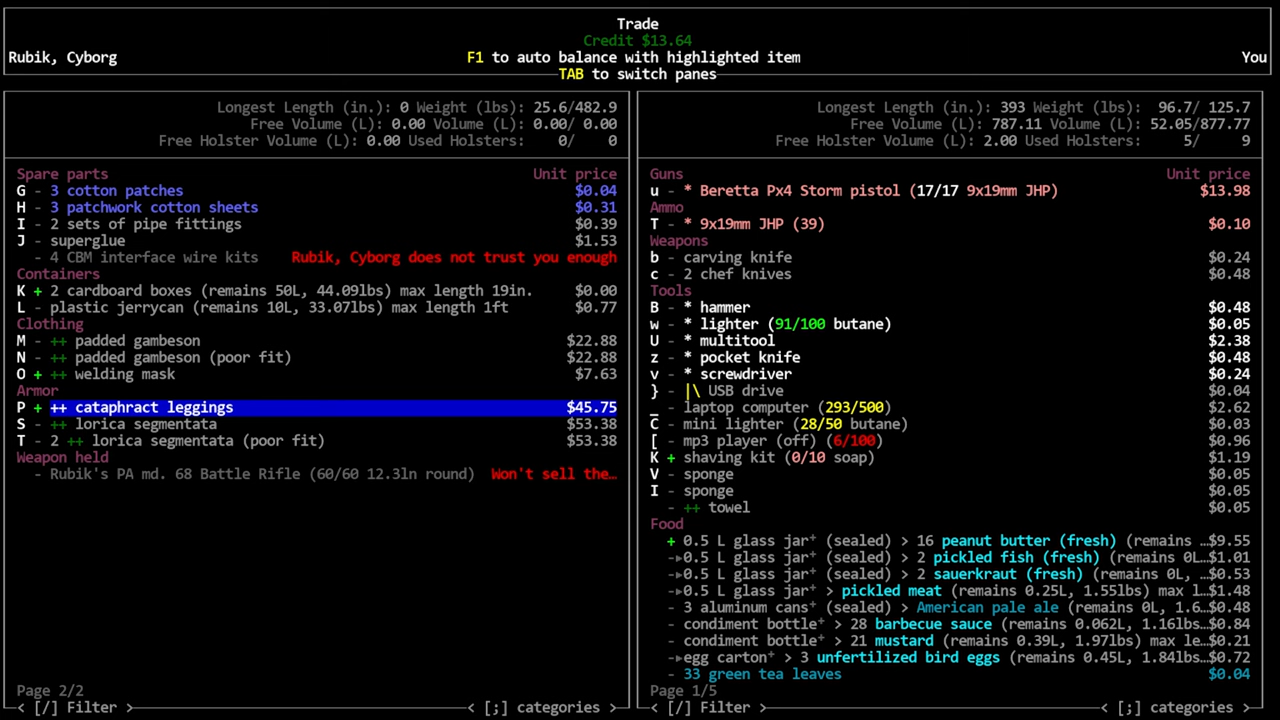 Trade
Credit $13.64
Rubik, Cyborg F1 to auto balance with highlighted item You
TAB to switch panes
Longest Length (in.): 0 Weight (lbs): 25.6/482.9
Free Volume (L): 0.00 Volume (L): 0.00/ 0.00
Free Holster Volume (L): 0.00 Used Holsters: 0/ 0
Spare parts Unit price
G - 3 cotton patches $0.04
H - 3 patchwork cotton sheets $0.31
I - 2 sets of pipe fittings $0.39
J - superglue $1.53
- 4 CBM interface wire kits Rubik, Cyborg does not trust you enough
Containers
K + 2 cardboard boxes (remains 50L, 44.09lbs) max length 19in. $0.00
L - plastic jerrycan (remains 10L, 33.07lbs) max length 1ft $0.77
Clothing
M - ++ padded gambeson $22.88
N - ++ padded gambeson (poor fit) $22.88
O + ++ welding mask $7.63
Armor
P + ++ cataphract leggings $45.75
S - ++ lorica segmentata $53.38
T - 2 ++ lorica segmentata (poor fit) $53.38
Weapon held
- Rubik's PA md. 68 Battle Rifle (60/60 12.3ln round) Won't sell the…
Page 2/2
< [/] Filter > < [;] categories >
Longest Length (in.): 393 Weight (lbs): 96.7/ 125.7
Free Volume (L): 787.11 Volume (L): 52.05/877.77
Free Holster Volume (L): 2.00 Used Holsters: 5/ 9
Guns Unit price
u - * Beretta Px4 Storm pistol (17/17 9x19mm JHP) $13.98
Ammo
T - * 9x19mm JHP (39) $0.10
Weapons
b - carving knife $0.24
c - 2 chef knives $0.48
Tools
B - * hammer $0.48
w - * lighter (91/100 butane) $0.05
U - * multitool $2.38
z - * pocket knife $0.48
v - * screwdriver $0.24
} - |\ USB drive $0.04
_ - laptop computer (293/500) $2.62
C - mini lighter (28/50 butane) $0.03
[ - mp3 player (off) (6/100) $0.96
K + shaving kit (0/10 soap) $1.19
V - sponge $0.05
I - sponge $0.05
- ++ towel $0.05
Food
+ 0.5 L glass jar⁺ (sealed) > 16 peanut butter (fresh) (remains …$9.55
-▸0.5 L glass jar⁺ (sealed) > 2 pickled fish (fresh) (remains 0L,…$1.01
-▸0.5 L glass jar⁺ (sealed) > 2 sauerkraut (fresh) (remains 0L, …$0.53
-▸0.5 L glass jar⁺ > pickled meat (remains 0.25L, 1.55lbs) max l…$1.48
- 3 aluminum cans⁺ (sealed) > American pale ale (remains 0L, 1.6…$0.48
- condiment bottle⁺ > 28 barbecue sauce (remains 0.062L, 1.16lbs…$0.84
- condiment bottle⁺ > 21 mustard (remains 0.39L, 1.97lbs) max le…$0.21
-▸egg carton⁺ > 3 unfertilized bird eggs (remains 0.45L, 1.84lbs…$0.72
- 33 green tea leaves $0.04
Page 1/5
< [/] Filter > < [;] categories >